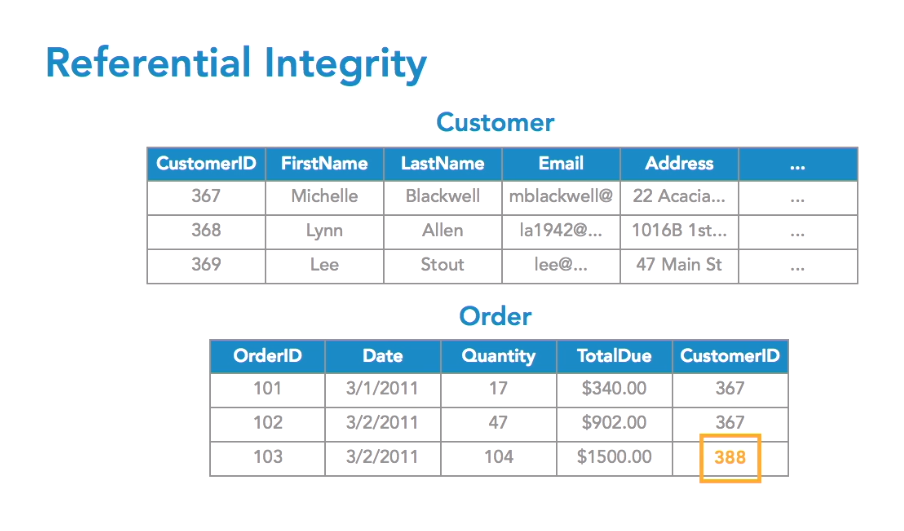 Referential Integrity
Customer
CustomerID FirstName LastName Email Address ...
367 Michelle Blackwell mblackwell@ 22 Acacia... ...
368 Lynn Allen la1942@... 1016B 1st... ...
369 Lee Stout lee@... 47 Main St ...
Order
OrderID Date Quantity TotalDue CustomerID
101 3/1/2011 17 $340.00 367
102 3/2/2011 47 $902.00 367
103 3/2/2011 104 $1500.00 388